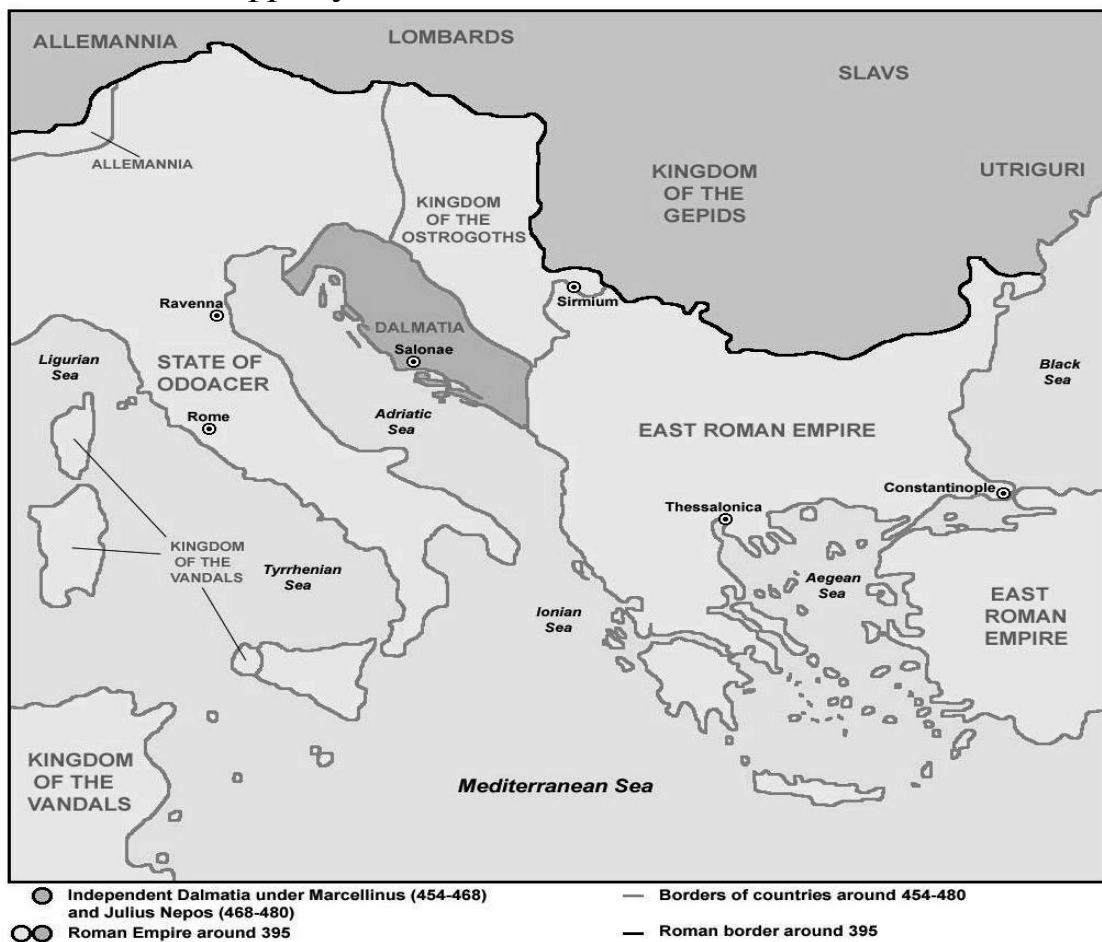 ALLEMANNIA
LOMBARDS
SLAVS
ALLEMANNIA
KINGDOM
OF THE
OSTROGOTHS
KINGDOM
OF THE
GEPIDS
UTRIGURI
Ravenna
Sirmium
DALMATIA
Salonae
Ligurian
Sea
STATE OF
ODOACER
Black
Sea
Rome
Adriatic
Sea
EAST ROMAN EMPIRE
Constantinople
Thessalonica
KINGDOM
OF THE
VANDALS
Tyrrhenian
Sea
Ionian
Sea
Aegean
Sea
EAST
ROMAN
EMPIRE
KINGDOM
OF THE
VANDALS
Mediterranean Sea
Independent Dalmatia under Marcellinus (454-468)
and Julius Nepos (468-480)
Roman Empire around 395
Borders of countries around 454-480
Roman border around 395